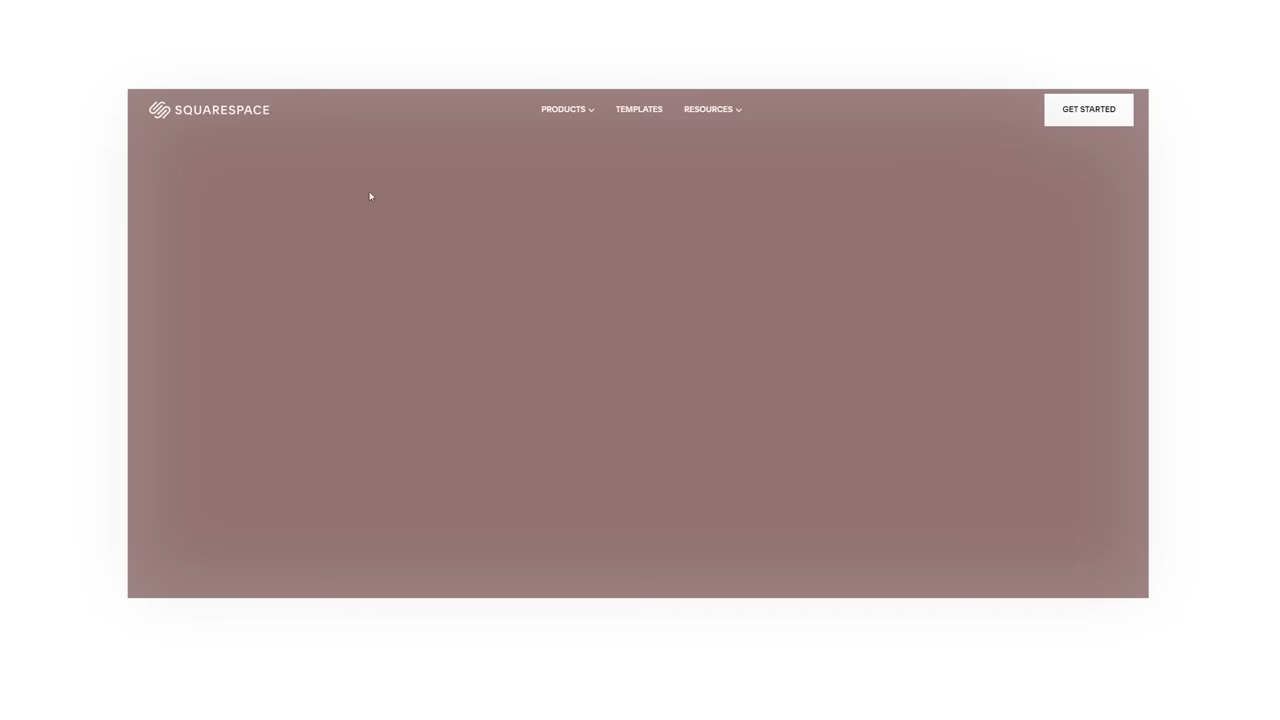 SQUARESPACE
PRODUCTS
TEMPLATES
RESOURCES
GET STARTED